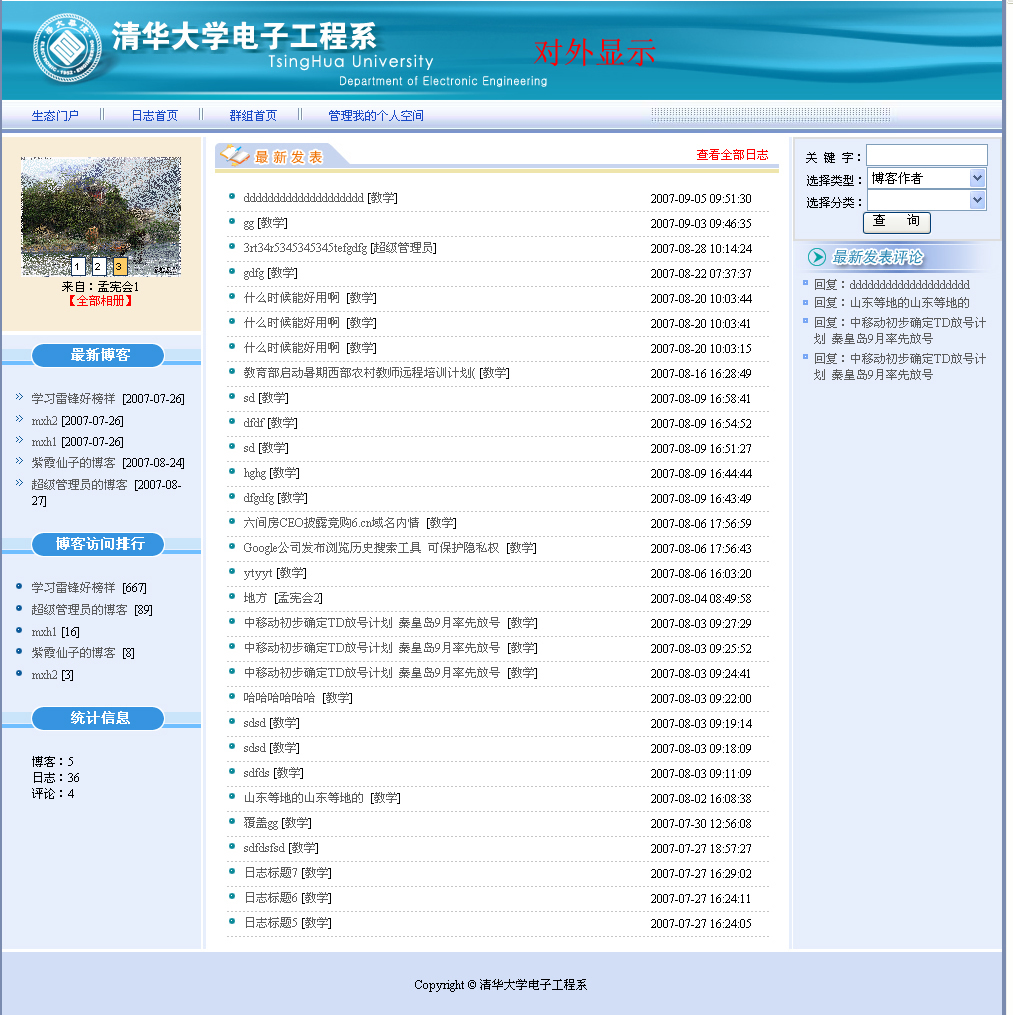 清华大学电子工程系
TsingHua University
Department of Electronic Engineering
对外显示
生态门户 日志首页 群组首页 管理我的个人空间
1 2 3
来自：孟宪会1
【全部相册】
最新博客
学习雷锋好榜样 [2007-07-26]
mxh2 [2007-07-26]
mxh1 [2007-07-26]
紫霞仙子的博客 [2007-08-24]
超级管理员的博客 [2007-08-
27]
博客访问排行
学习雷锋好榜样 [667]
超级管理员的博客 [89]
mxh1 [16]
紫霞仙子的博客 [8]
mxh2 [3]
统计信息
博客：5
日志：36
评论：4
最新发表 查看全部日志
dddddddddddddddddddd [教学] 2007-09-05 09:51:30
gg [教学] 2007-09-03 09:46:35
3rt34r5345345345tefgdfg [超级管理员] 2007-08-28 10:14:24
gdfg [教学] 2007-08-22 07:37:37
什么时候能好用啊 [教学] 2007-08-20 10:03:44
什么时候能好用啊 [教学] 2007-08-20 10:03:41
什么时候能好用啊 [教学] 2007-08-20 10:03:15
教育部启动暑期西部农村教师远程培训计划( [教学] 2007-08-16 16:28:49
sd [教学] 2007-08-09 16:58:41
dfdf [教学] 2007-08-09 16:54:52
sd [教学] 2007-08-09 16:51:27
hghg [教学] 2007-08-09 16:44:44
dfgdfg [教学] 2007-08-09 16:43:49
六间房CEO披露竞购6.cn域名内情 [教学] 2007-08-06 17:56:59
Google公司发布浏览历史搜索工具 可保护隐私权 [教学] 2007-08-06 17:56:43
ytyyt [教学] 2007-08-06 16:03:20
地方 [孟宪会2] 2007-08-04 08:49:58
中移动初步确定TD放号计划 秦皇岛9月率先放号 [教学] 2007-08-03 09:27:29
中移动初步确定TD放号计划 秦皇岛9月率先放号 [教学] 2007-08-03 09:25:52
中移动初步确定TD放号计划 秦皇岛9月率先放号 [教学] 2007-08-03 09:24:41
哈哈哈哈哈哈 [教学] 2007-08-03 09:22:00
sdsd [教学] 2007-08-03 09:19:14
sdsd [教学] 2007-08-03 09:18:09
sdfds [教学] 2007-08-03 09:11:09
山东等地的山东等地的 [教学] 2007-08-02 16:08:38
覆盖gg [教学] 2007-07-30 12:56:08
sdfdsfsd [教学] 2007-07-27 18:57:27
日志标题7 [教学] 2007-07-27 16:29:02
日志标题6 [教学] 2007-07-27 16:24:11
日志标题5 [教学] 2007-07-27 16:24:05
关 键 字：
选择类型：博客作者
选择分类：
查 询
最新发表评论
回复：dddddddddddddddddddd
回复：山东等地的山东等地的
回复：中移动初步确定TD放号计
划 秦皇岛9月率先放号
回复：中移动初步确定TD放号计
划 秦皇岛9月率先放号
Copyright © 清华大学电子工程系